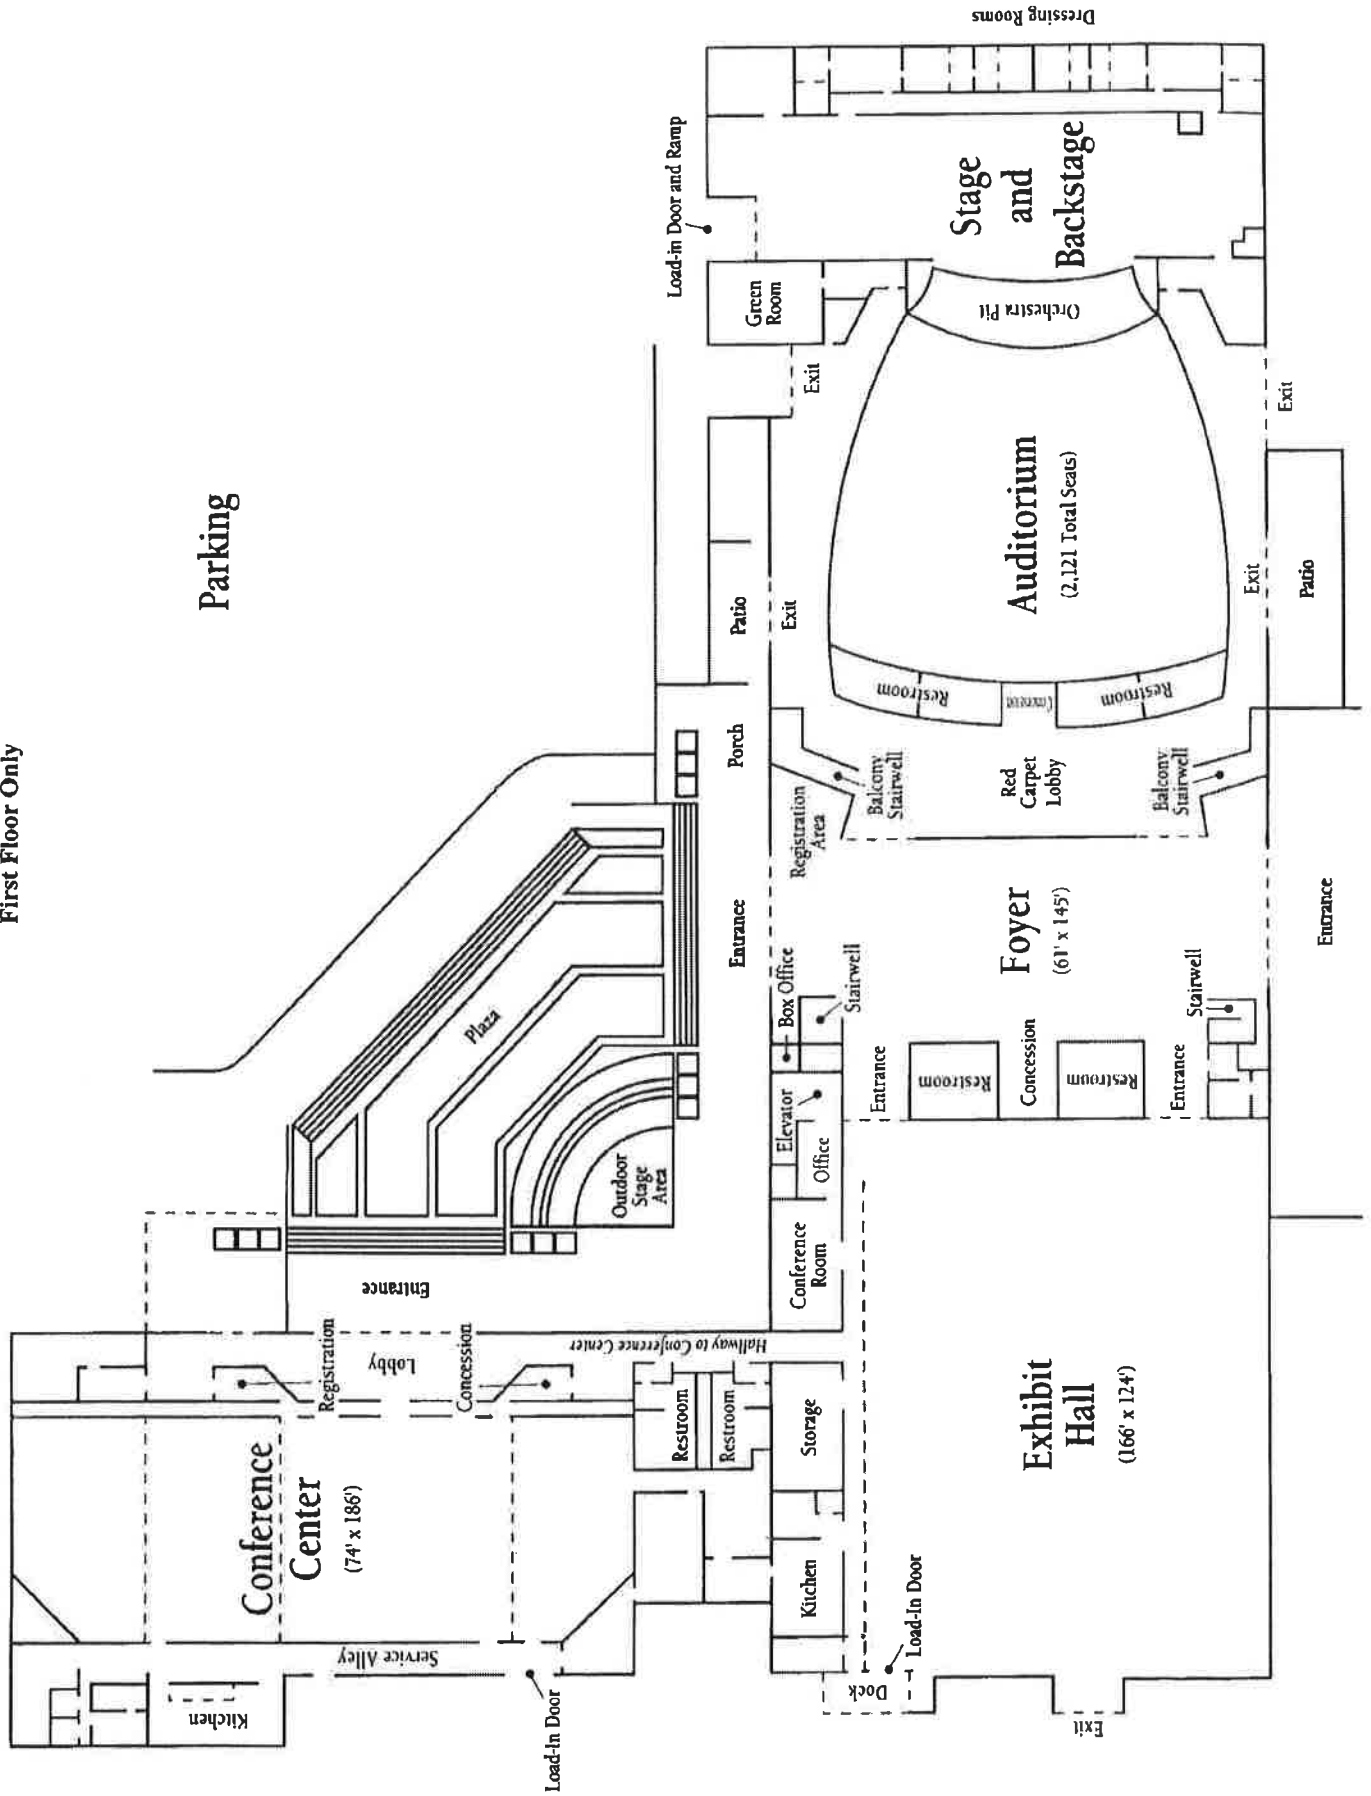 First Floor Only
Dressing Rooms
Load-in Door and Ramp
Stage
and
Backstage
Green
Room
Orchestra Pit
Exit
Exit
Parking
Auditorium
(2,121 Total Seats)
Patio
Exit
Exit
Patio
Restroom
Concession
Restroom
Porch
Balcony
Stairwell
Red
Carpet
Lobby
Balcony
Stairwell
Registration
Area
Plaza
Entrance
Foyer
(61' x 145')
Entrance
Box Office
Stairwell
Stairwell
Entrance
Restroom
Concession
Restroom
Entrance
Elevator
Office
Outdoor
Stage
Area
Conference
Room
Entrance
Hallway to Conference Center
Lobby
Registration
Concession
Restroom
Restroom
Storage
Exhibit
Hall
(166' x 124')
Conference
Center
(74' x 186')
Kitchen
Load-In Door
Service Alley
Kitchen
Load-In Door
Dock
Exit